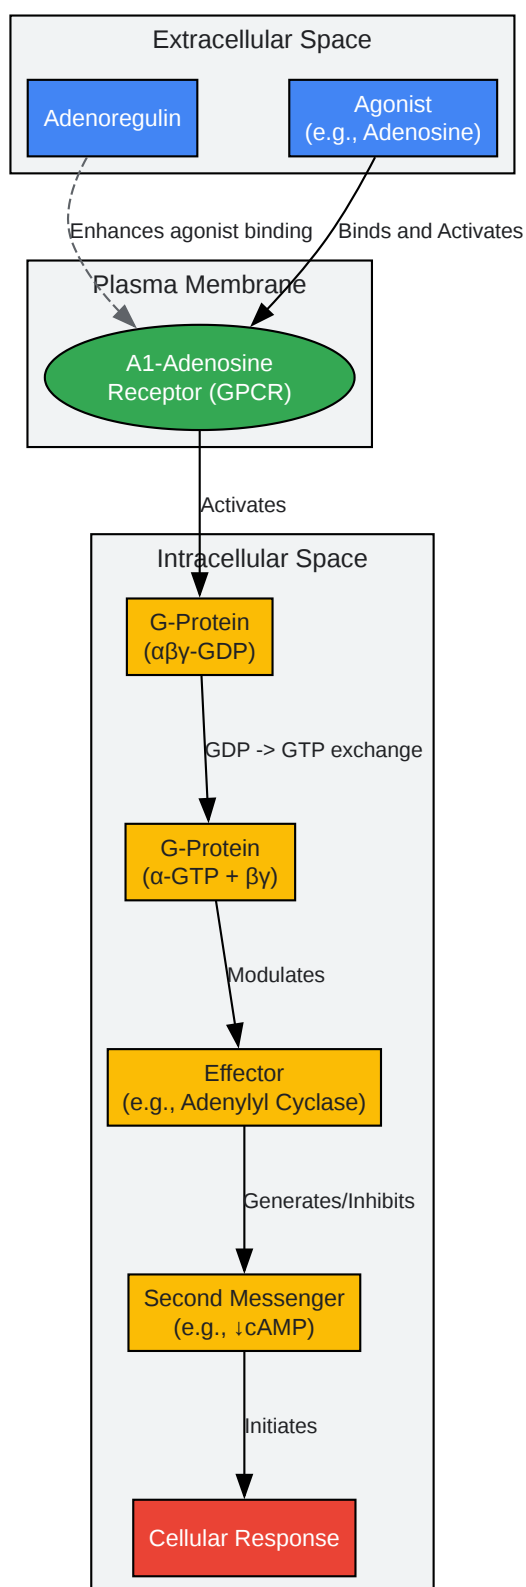 Extracellular Space
Adenoregulin
Agonist
(e.g., Adenosine)
Enhances agonist binding
Binds and Activates
Plasma Membrane
A1-Adenosine
Receptor (GPCR)
Activates
Intracellular Space
G-Protein
(αβγ-GDP)
GDP -> GTP exchange
G-Protein
(α-GTP + βγ)
Modulates
Effector
(e.g., Adenylyl Cyclase)
Generates/Inhibits
Second Messenger
(e.g., ↓cAMP)
Initiates
Cellular Response